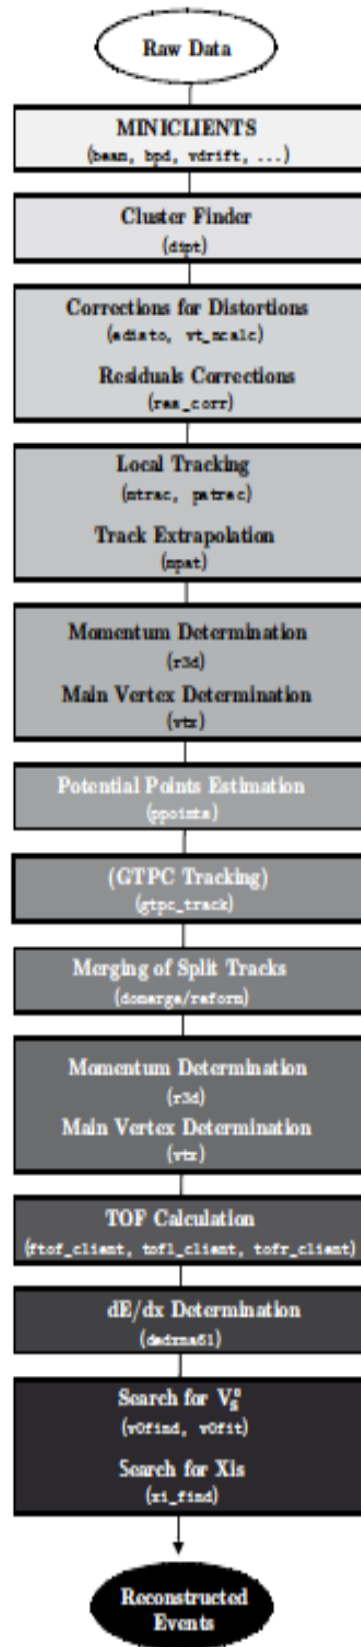 Raw Data
MINICLIENTS
(beam, bpd, vdrift, ...)
Cluster Finder
(dipt)
Corrections for Distortions
(edisto, vt_ncalc)
Residuals Corrections
(res_corr)
Local Tracking
(mtrac, patrec)
Track Extrapolation
(mpat)
Momentum Determination
(r3d)
Main Vertex Determination
(vtx)
Potential Points Estimation
(ppoints)
(GTPC Tracking)
(gtpc_track)
Merging of Split Tracks
(domerge/reform)
Momentum Determination
(r3d)
Main Vertex Determination
(vtx)
TOF Calculation
(ftof_client, tofl_client, tofr_client)
dE/dx Determination
(dedxna61)
Search for V⁰ₛ
(v0find, v0fit)
Search for Xis
(xi_find)
Reconstructed
Events